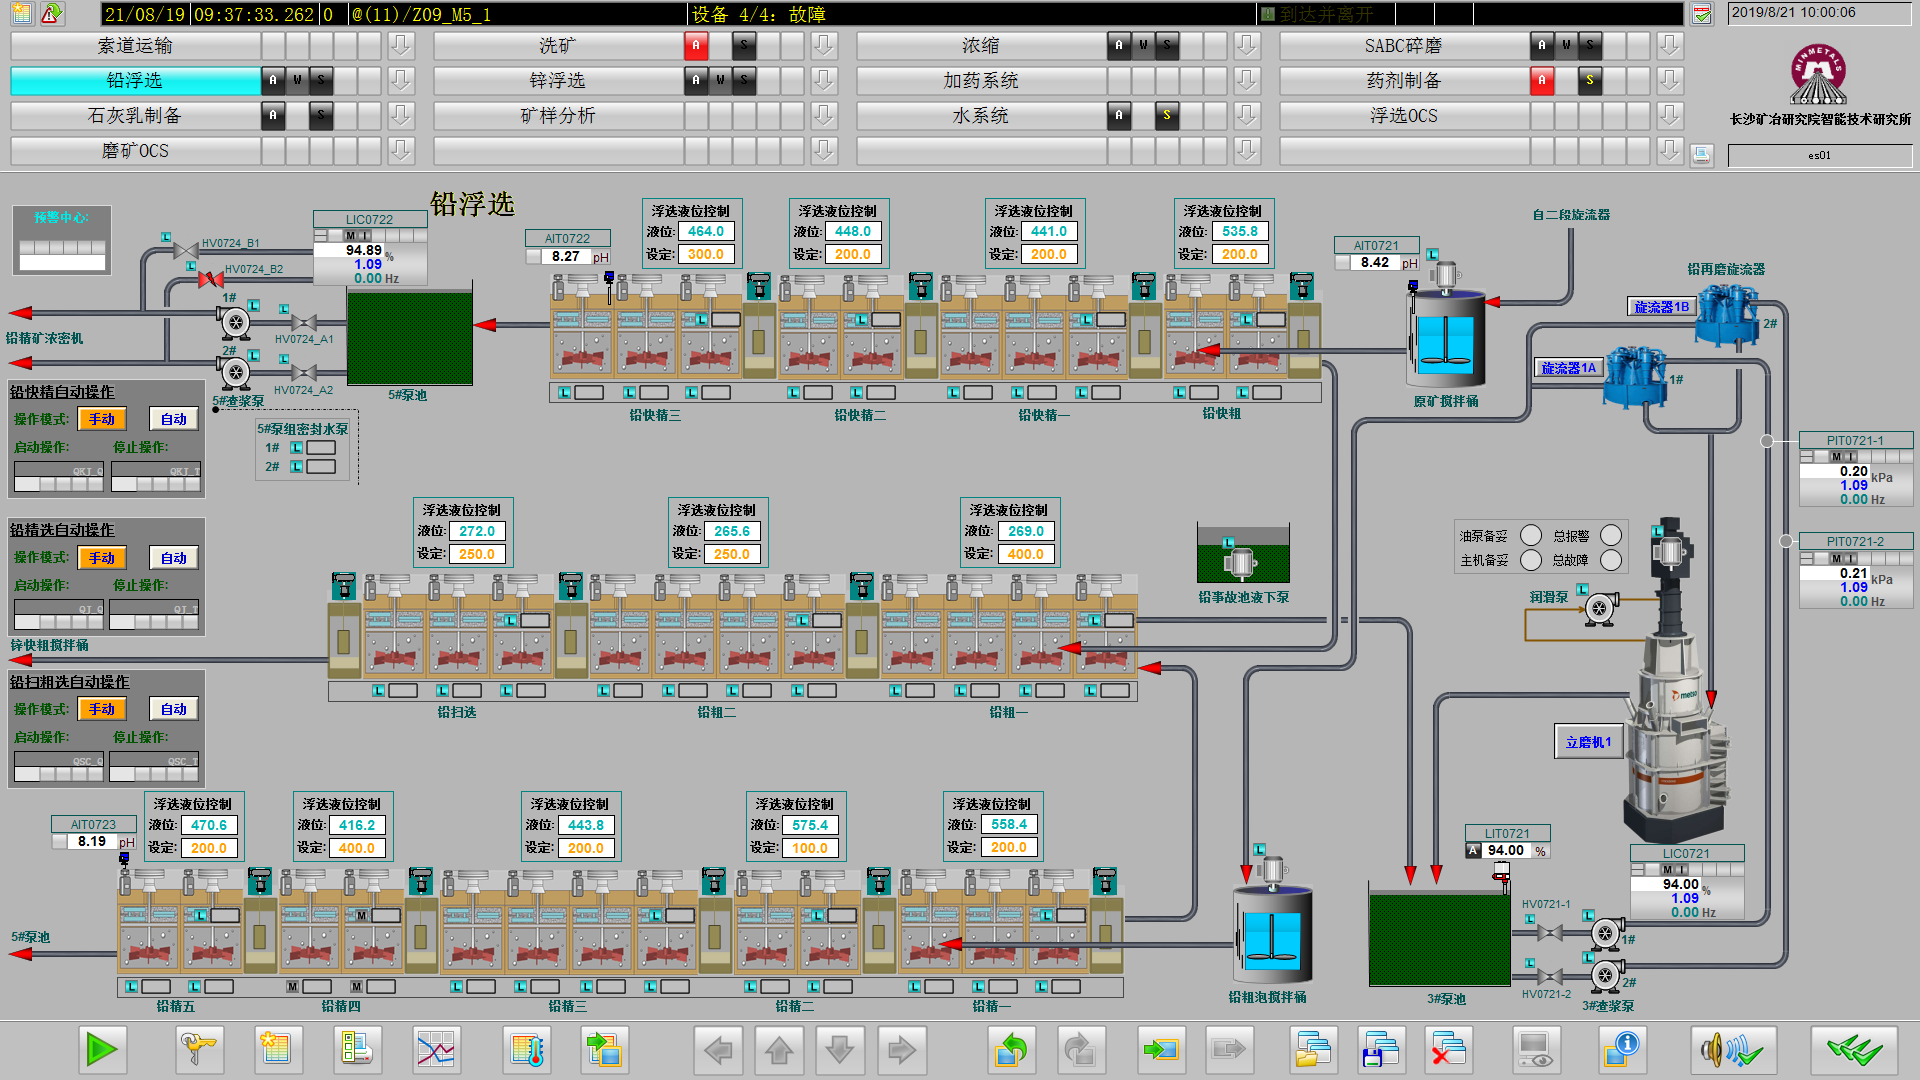 21/08/19 09:37:33.262 0 @(11)/Z09_M5_1 设备 4/4: 故障 到达并离开 2019/8/21 10:00:06
索道运输 洗矿 A S 浓缩 A W S SABC碎磨 A W S
铅浮选 A W S 锌浮选 A W S 加药系统 药剂制备 A S
石灰乳制备 A S 矿样分析 水系统 A S 浮选OCS
磨矿OCS
MINMETALS
长沙矿冶研究院智能技术研究所
es01
铅浮选
预警中心:
LIC0722
M I
94.89 %
1.09
0.00 Hz
L HV0724_B1
L HV0724_B2
1# L L
HV0724_A1
2# L L
HV0724_A2
铅精矿浓密机
5#渣浆泵
5#泵池
5#泵组密封水泵
1# L
2# L
AIT0722
8.27 pH
浮选液位控制
液位: 464.0
设定: 300.0
浮选液位控制
液位: 448.0
设定: 200.0
浮选液位控制
液位: 441.0
设定: 200.0
浮选液位控制
液位: 535.8
设定: 200.0
L L L L
L L L L L L L L L L
铅快精三 铅快精二 铅快精一 铅快粗
AIT0721
8.42 pH
L
原矿搅拌桶
自二段旋流器
铅再磨旋流器
旋流器1B
2#
旋流器1A
1#
PIT0721-1
M I
0.20 kPa
1.09
0.00 Hz
PIT0721-2
M I
0.21 kPa
1.09
0.00 Hz
铅快精自动操作
操作模式: 手动 自动
启动操作: 停止操作:
QKJ_Q QKJ_T
铅精选自动操作
操作模式: 手动 自动
启动操作: 停止操作:
QJ_Q QJ_T
锌快粗搅拌桶
铅扫粗选自动操作
操作模式: 手动 自动
启动操作: 停止操作:
QSC_Q QSC_T
浮选液位控制
液位: 272.0
设定: 250.0
浮选液位控制
液位: 265.6
设定: 250.0
浮选液位控制
液位: 269.0
设定: 400.0
L L L
L L L L L L L L L L L
铅扫选 铅粗二 铅粗一
L
铅事故池液下泵
油泵备妥 总报警
主机备妥 总故障
L
润滑泵 L
metso
立磨机1
AIT0723
8.19 pH
浮选液位控制
液位: 470.6
设定: 200.0
浮选液位控制
液位: 416.2
设定: 400.0
浮选液位控制
液位: 443.8
设定: 200.0
浮选液位控制
液位: 575.4
设定: 100.0
浮选液位控制
液位: 558.4
设定: 200.0
L M L L L
5#泵池
L L M M L L L L L L L L L
铅精五 铅精四 铅精三 铅精二 铅精一
L
铅粗泡搅拌桶
LIT0721
A 94.00 %
LIC0721
M I
94.00 %
1.09
0.00 Hz
HV0721-1
L L
1#
L L
2#
HV0721-2
3#泵池 3#渣浆泵